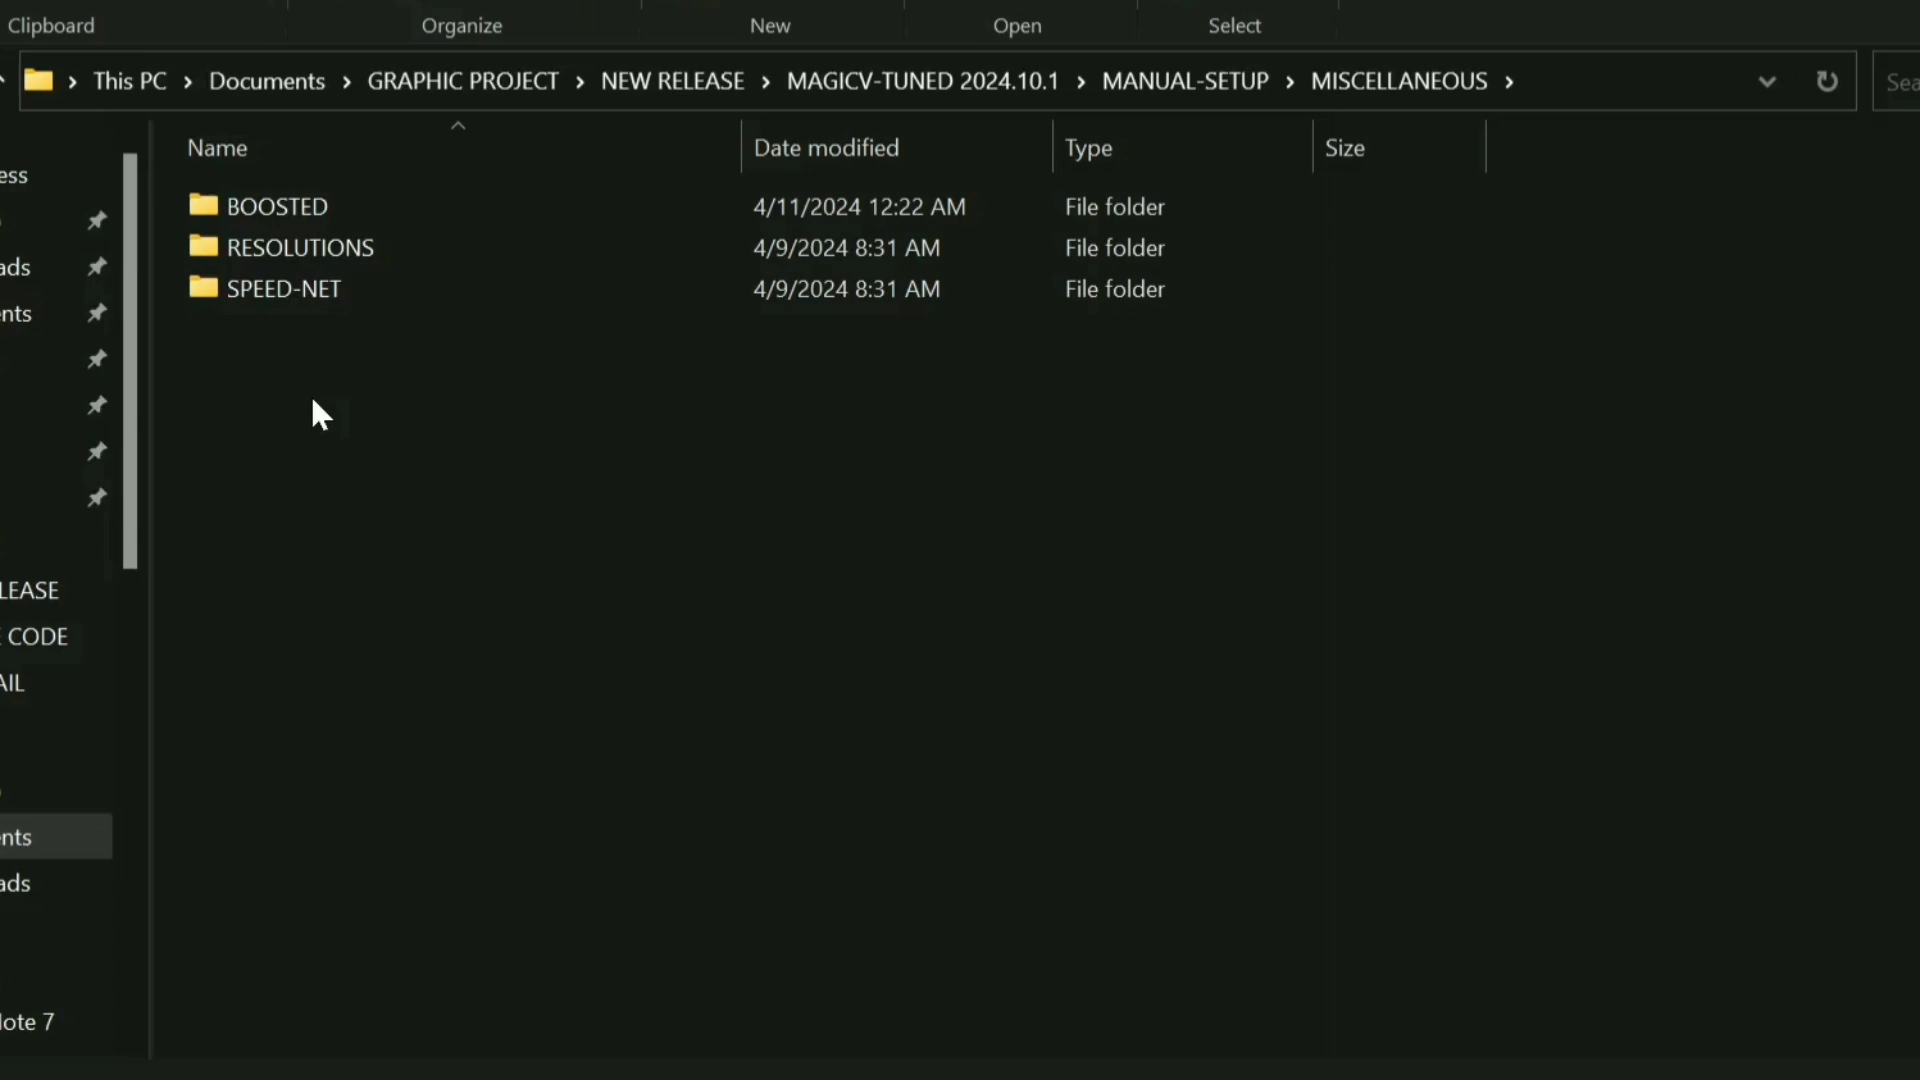 Clipboard Organize New Open Select
This PC Documents GRAPHIC PROJECT NEW RELEASE MAGICV-TUNED 2024.10.1 MANUAL-SETUP MISCELLANEOUS Sea
Name Date modified Type Size
ess
BOOSTED 4/11/2024 12:22 AM File folder
RESOLUTIONS 4/9/2024 8:31 AM File folder
ads
SPEED-NET 4/9/2024 8:31 AM File folder
nts
LEASE
CODE
AIL
nts
ads
lote 7